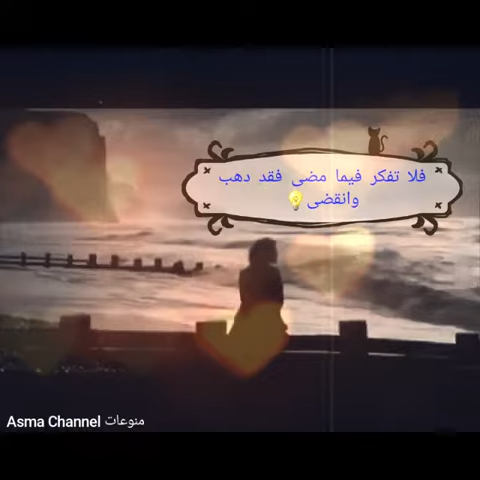 فلا تفكر فيما مضى فقد دهب
وانقضى💡
Asma Channel منوعات